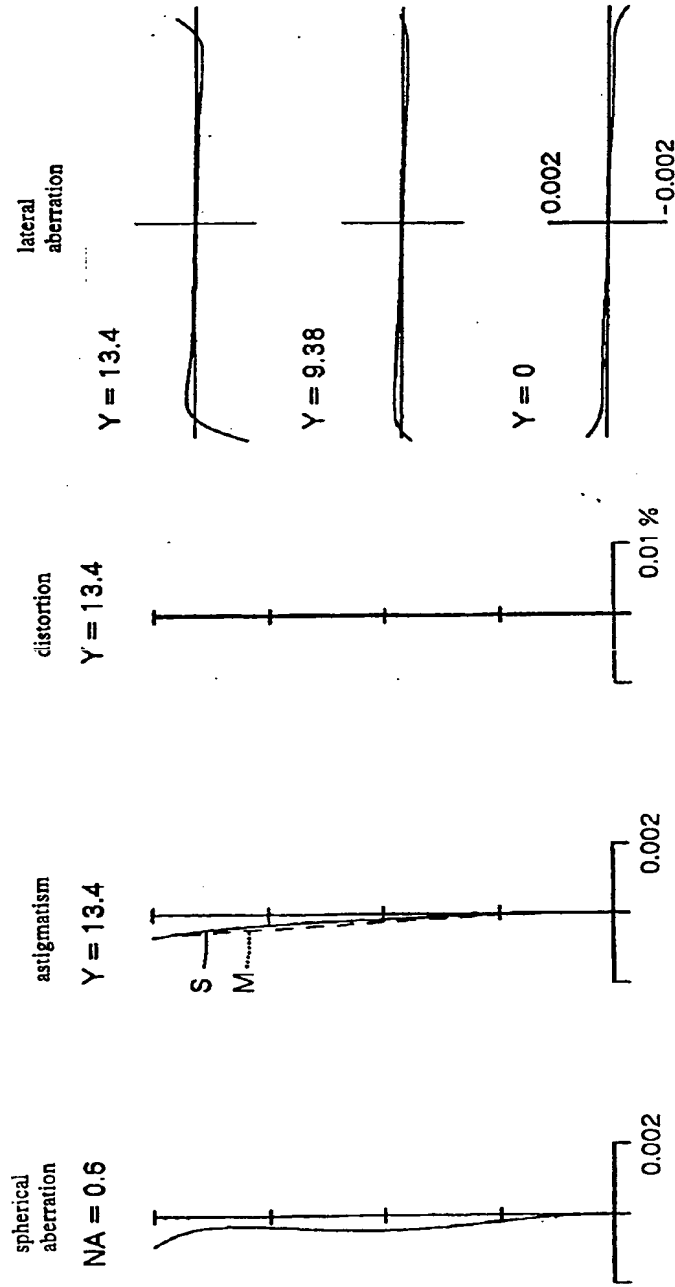 spherical
aberration
NA = 0.6
0.002
astigmatism
Y = 13.4
S
M
0.002
distortion
Y = 13.4
0.01 %
lateral
aberration
Y = 13.4
Y = 9.38
Y = 0
0.002
-0.002